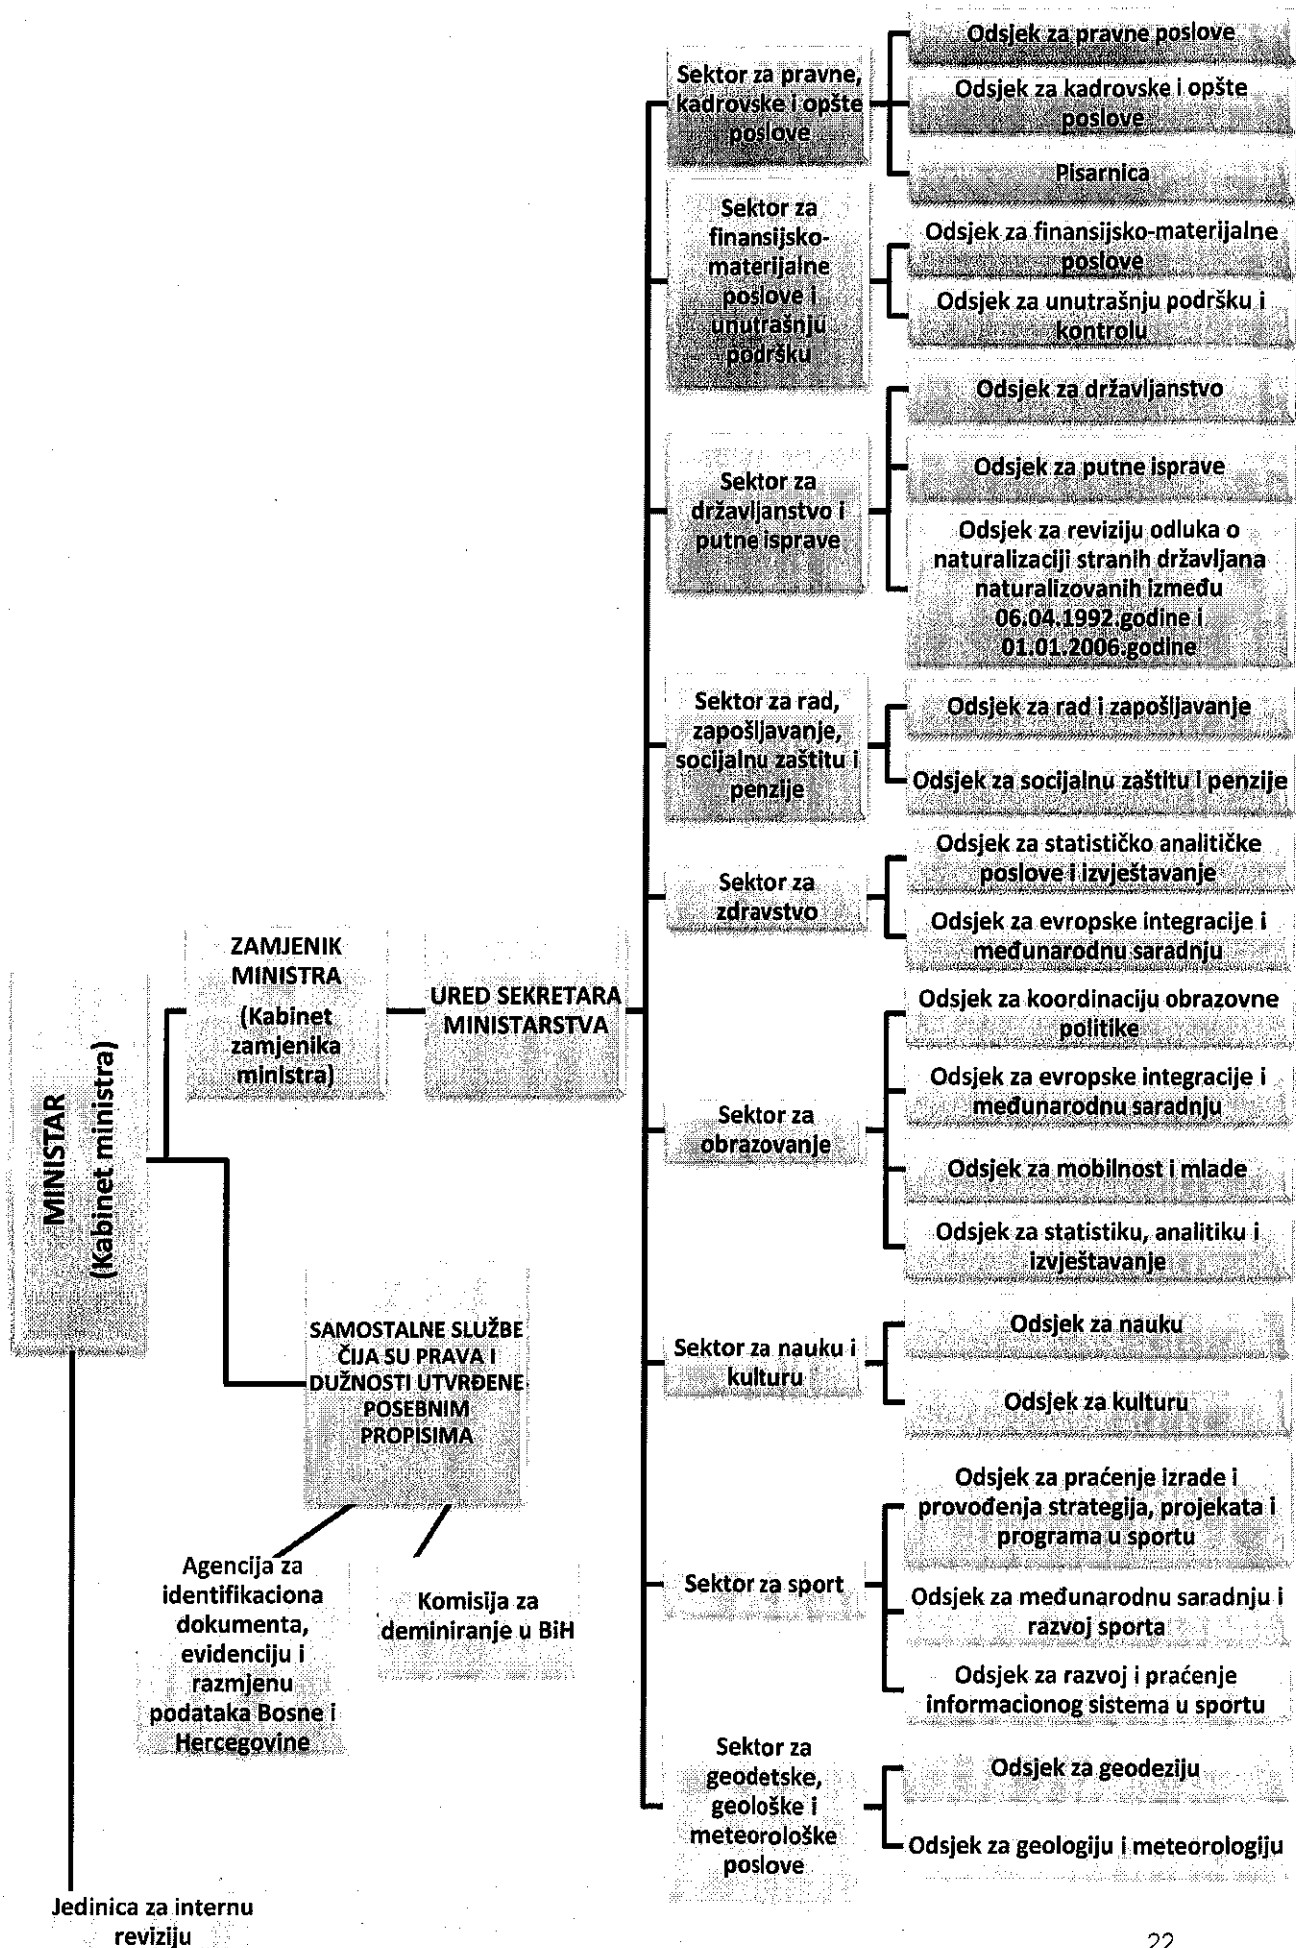 MINISTAR
(Kabinet ministra)
ZAMJENIK
MINISTRA
(Kabinet
zamjenika
ministra)
URED SEKRETARA
MINISTARSTVA
SAMOSTALNE SLUŽBE
ČIJA SU PRAVA I
DUŽNOSTI UTVRĐENE
POSEBNIM
PROPISIMA
Agencija za
identifikaciona
dokumenta,
evidenciju i
razmjenu
podataka Bosne i
Hercegovine
Komisija za
deminiranje u BiH
Jedinica za internu
reviziju
Sektor za pravne,
kadrovske i opšte
poslove
Odsjek za pravne poslove
Odsjek za kadrovske i opšte
poslove
Pisarnica
Sektor za
finansijsko-
materijalne
poslove i
unutrašnju
podršku
Odsjek za finansijsko-materijalne
poslove
Odsjek za unutrašnju podršku i
kontrolu
Sektor za
državljanstvo i
putne isprave
Odsjek za državljanstvo
Odsjek za putne isprave
Odsjek za reviziju odluka o
naturalizaciji stranih državljana
naturalizovanih između
06.04.1992.godine i
01.01.2006.godine
Sektor za rad,
zapošljavanje,
socijalnu zaštitu i
penzije
Odsjek za rad i zapošljavanje
Odsjek za socijalnu zaštitu i penzije
Sektor za
zdravstvo
Odsjek za statističko analitičke
poslove i izvještavanje
Odsjek za evropske integracije i
međunarodnu saradnju
Sektor za
obrazovanje
Odsjek za koordinaciju obrazovne
politike
Odsjek za evropske integracije i
međunarodnu saradnju
Odsjek za mobilnost i mlade
Odsjek za statistiku, analitiku i
izvještavanje
Sektor za nauku i
kulturu
Odsjek za nauku
Odsjek za kulturu
Sektor za sport
Odsjek za praćenje izrade i
provođenja strategija, projekata i
programa u sportu
Odsjek za međunarodnu saradnju i
razvoj sporta
Odsjek za razvoj i praćenje
informacionog sistema u sportu
Sektor za
geodetske,
geološke i
meteorološke
poslove
Odsjek za geodeziju
Odsjek za geologiju i meteorologiju
22